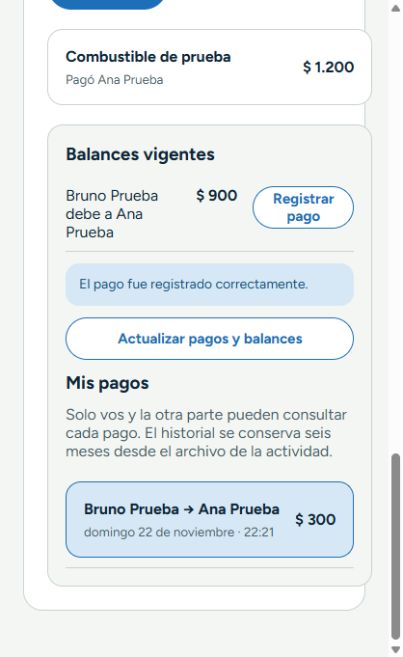 Combustible de prueba
$ 1.200
Pagó Ana Prueba
Balances vigentes
Bruno Prueba
debe a Ana
Prueba
$ 900
Registrar
pago
El pago fue registrado correctamente.
Actualizar pagos y balances
Mis pagos
Solo vos y la otra parte pueden consultar
cada pago. El historial se conserva seis
meses desde el archivo de la actividad.
Bruno Prueba → Ana Prueba
$ 300
domingo 22 de noviembre · 22:21